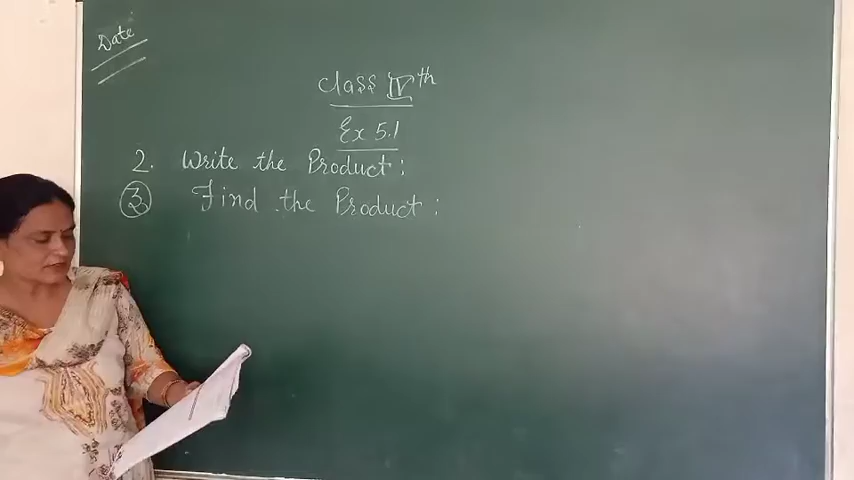 Date
Class IVth
Ex 5.1
2. Write the Product:
3 Find the Product: